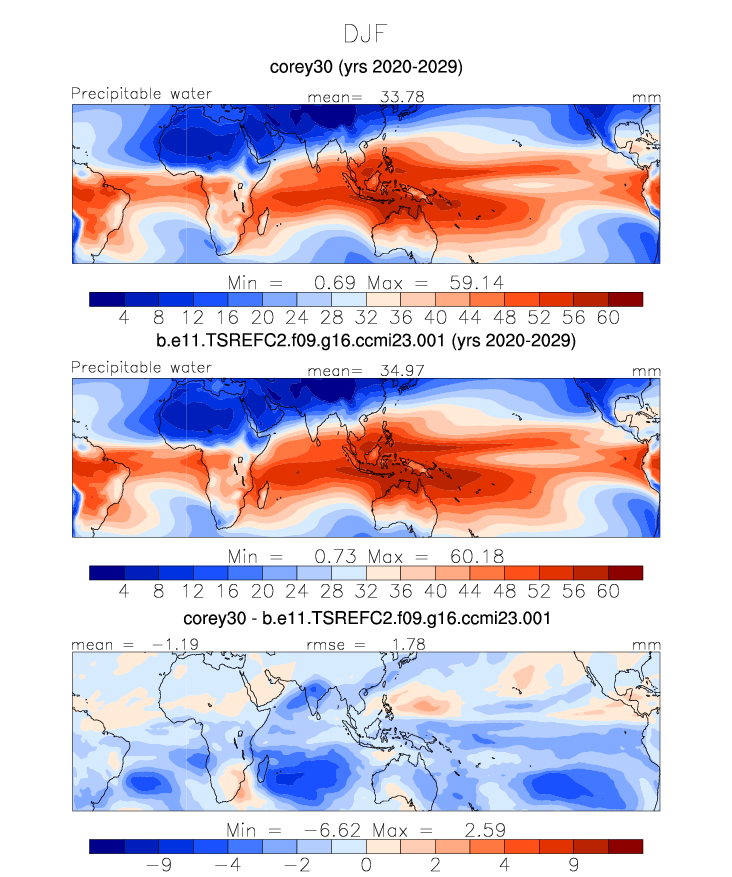 DJF
corey30 (yrs 2020-2029)
Precipitable water mean= 33.78 mm
Min = 0.69 Max = 59.14
4 8 12 16 20 24 28 32 36 40 44 48 52 56 60
b.e11.TSREFC2.f09.g16.ccmi23.001 (yrs 2020-2029)
Precipitable water mean= 34.97 mm
Min = 0.73 Max = 60.18
4 8 12 16 20 24 28 32 36 40 44 48 52 56 60
corey30 - b.e11.TSREFC2.f09.g16.ccmi23.001
mean = -1.19 rmse = 1.78 mm
Min = -6.62 Max = 2.59
-9 -4 -2 0 2 4 9